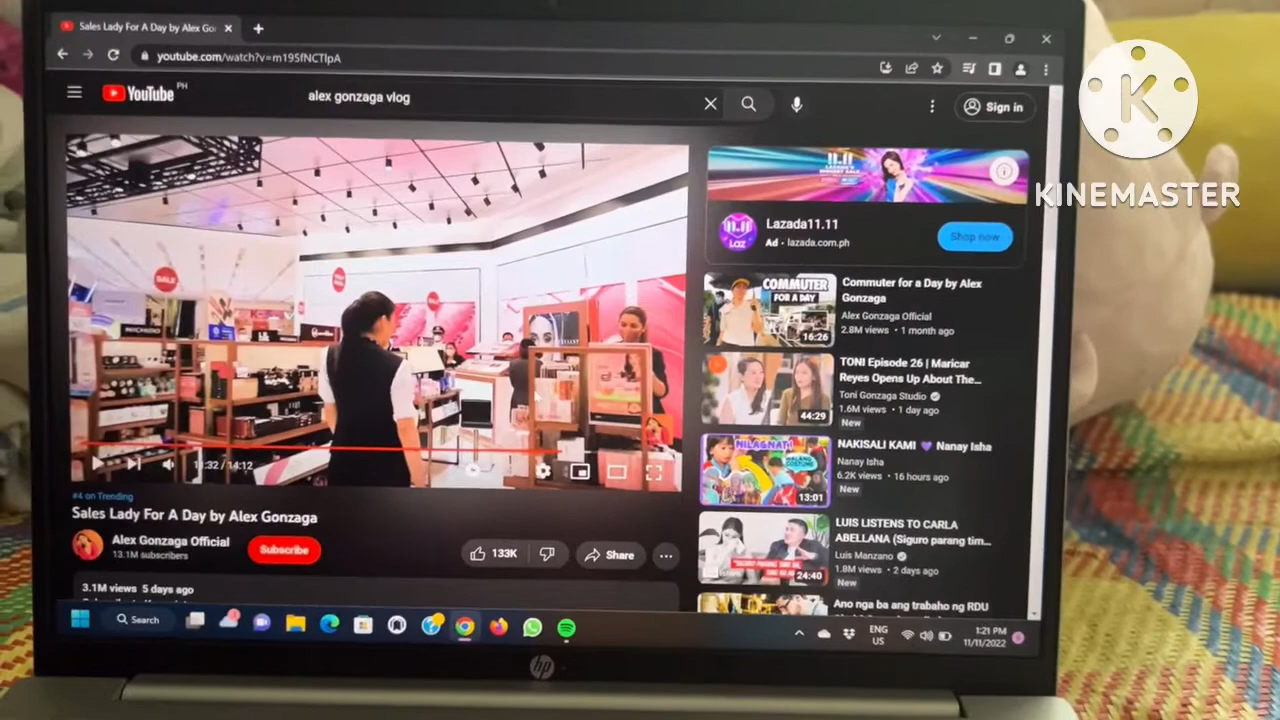 Sales Lady For A Day by Alex Go
youtube.com/watch?v=m195fNCTlpA
YouTube PH
alex gonzaga vlog
Sign in
K
KINEMASTER
11.11
Lazada11.11
Ad · lazada.com.ph
Shop now
LAZ
SALE
COMMUTER
FOR A DAY
16:26
Commuter for a Day by Alex
Gonzaga
Alex Gonzaga Official
2.8M views · 1 month ago
44:29
TONI Episode 26 | Maricar
Reyes Opens Up About The...
Toni Gonzaga Studio
1.6M views · 1 day ago
New
NILAGNAT
WALANG
COSTUME
13:01
NAKISALI KAMI 💜 Nanay Isha
Nanay Isha
6.2K views · 16 hours ago
New
24:40
LUIS LISTENS TO CARLA
ABELLANA (Siguro parang tim...
Luis Manzano
1.8M views · 2 days ago
New
Ano nga ba ang trabaho ng RDU
/ 14:12
#4 on Trending
Sales Lady For A Day by Alex Gonzaga
Alex Gonzaga Official
13.1M subscribers
Subscribe
133K
Share
3.1M views 5 days ago
Search
ENG
US
1:21 PM
11/11/2022
hp